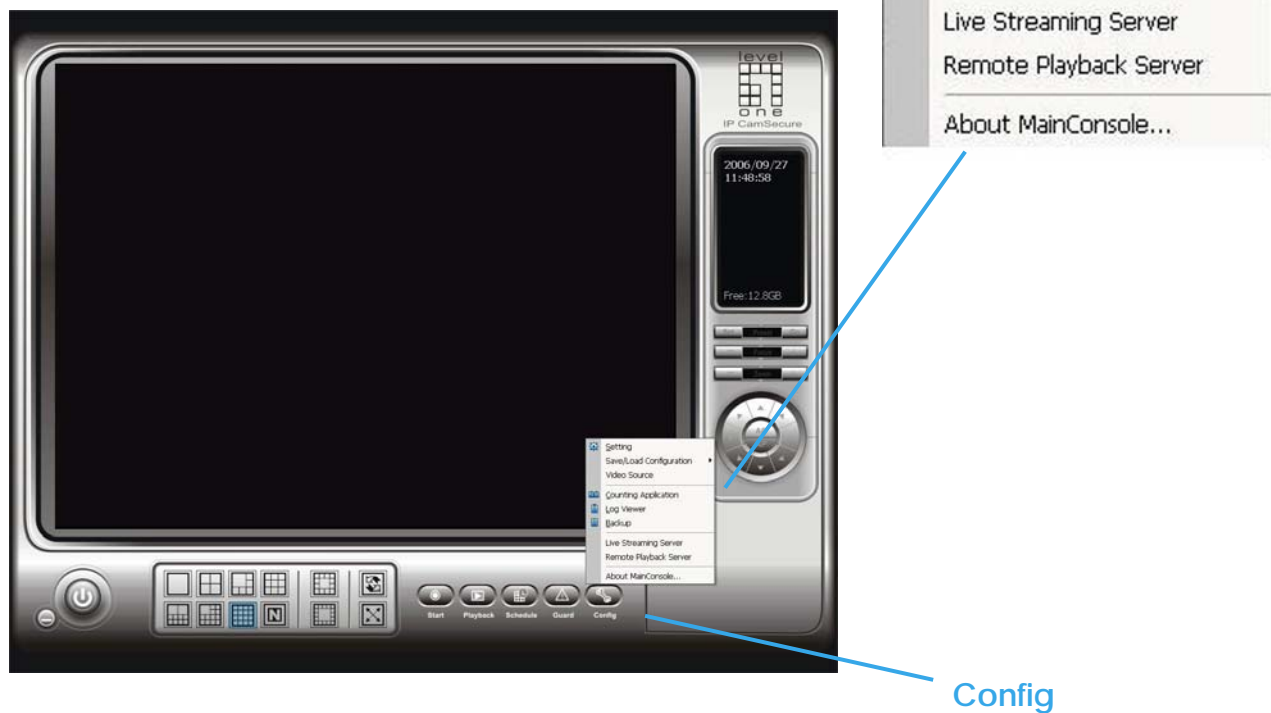 level
one
IP CamSecure
2006/09/27
11:48:58
Free:12.8GB
Focus
Zoom
Setting
Save/Load Configuration
Video Source
Counting Application
Log Viewer
Backup
Live Streaming Server
Remote Playback Server
About MainConsole...
N
Start
Playback
Schedule
Guard
Config
Live Streaming Server
Remote Playback Server
About MainConsole...
Config